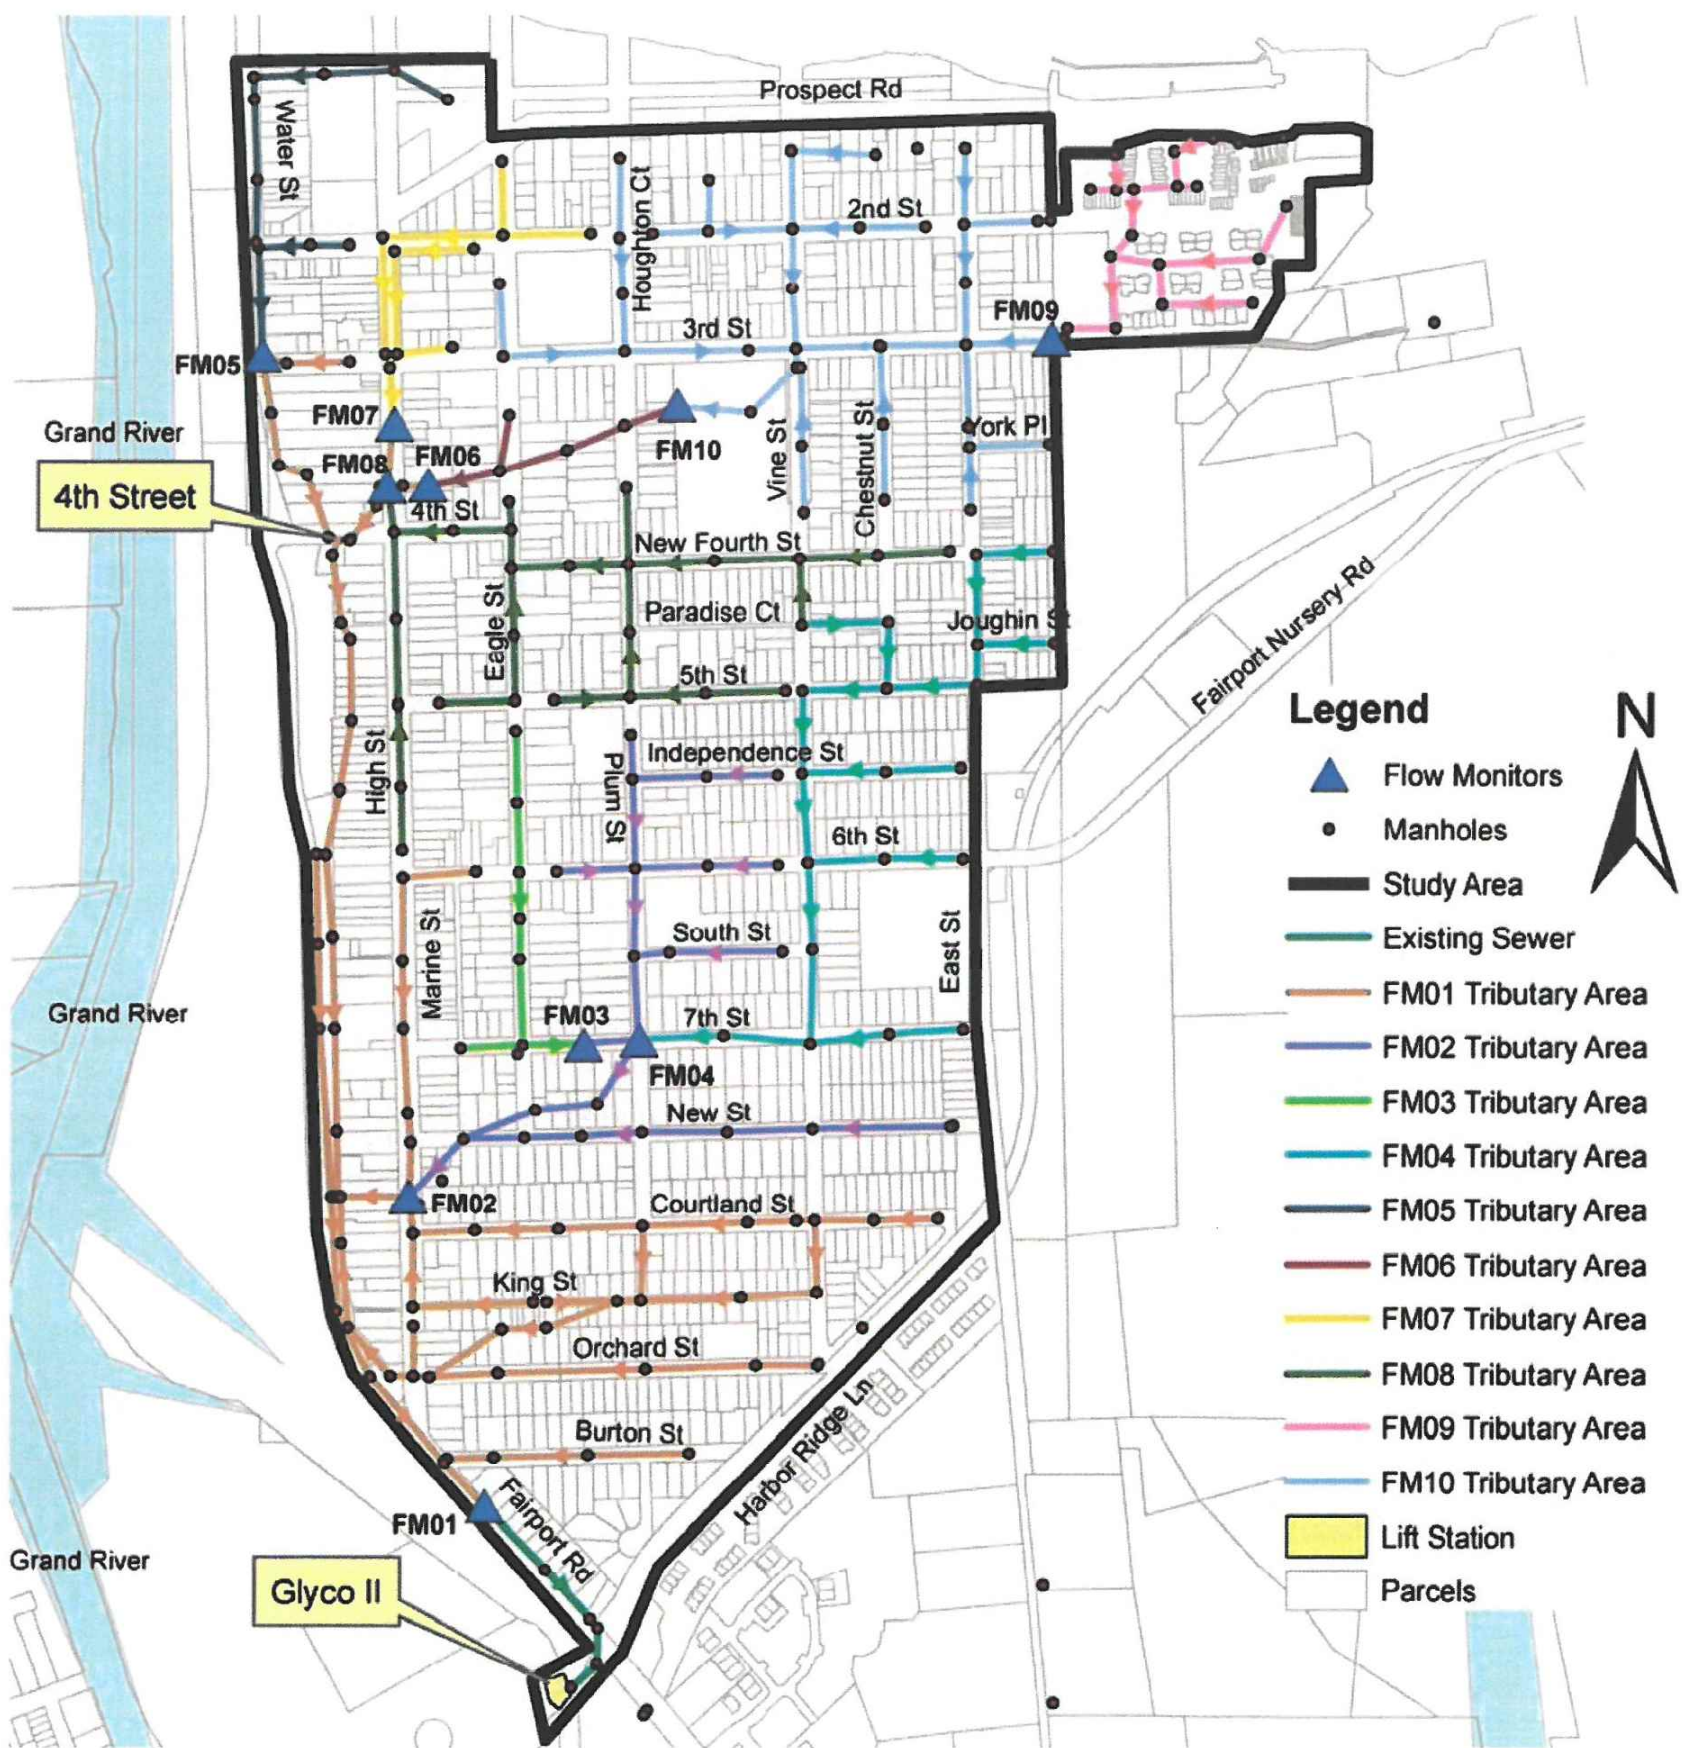 Prospect Rd
Water St
Houghton Ct
2nd St
FM09
3rd St
FM05
FM07
Grand River
FM10
York Pl
FM08
FM06
Vine St
Chestnut St
4th Street
4th St
New Fourth St
Eagle St
Paradise Ct
Joughin St
Fairport Nursery Rd
5th St
High St
Plum St
Independence St
6th St
Marine St
South St
East St
Grand River
FM03
7th St
FM04
New St
FM02
Courtland St
King St
Orchard St
Harbor Ridge Ln
Burton St
FM01
Fairport Rd
Grand River
Glyco II
N
Legend
Flow Monitors
Manholes
Study Area
Existing Sewer
FM01 Tributary Area
FM02 Tributary Area
FM03 Tributary Area
FM04 Tributary Area
FM05 Tributary Area
FM06 Tributary Area
FM07 Tributary Area
FM08 Tributary Area
FM09 Tributary Area
FM10 Tributary Area
Lift Station
Parcels